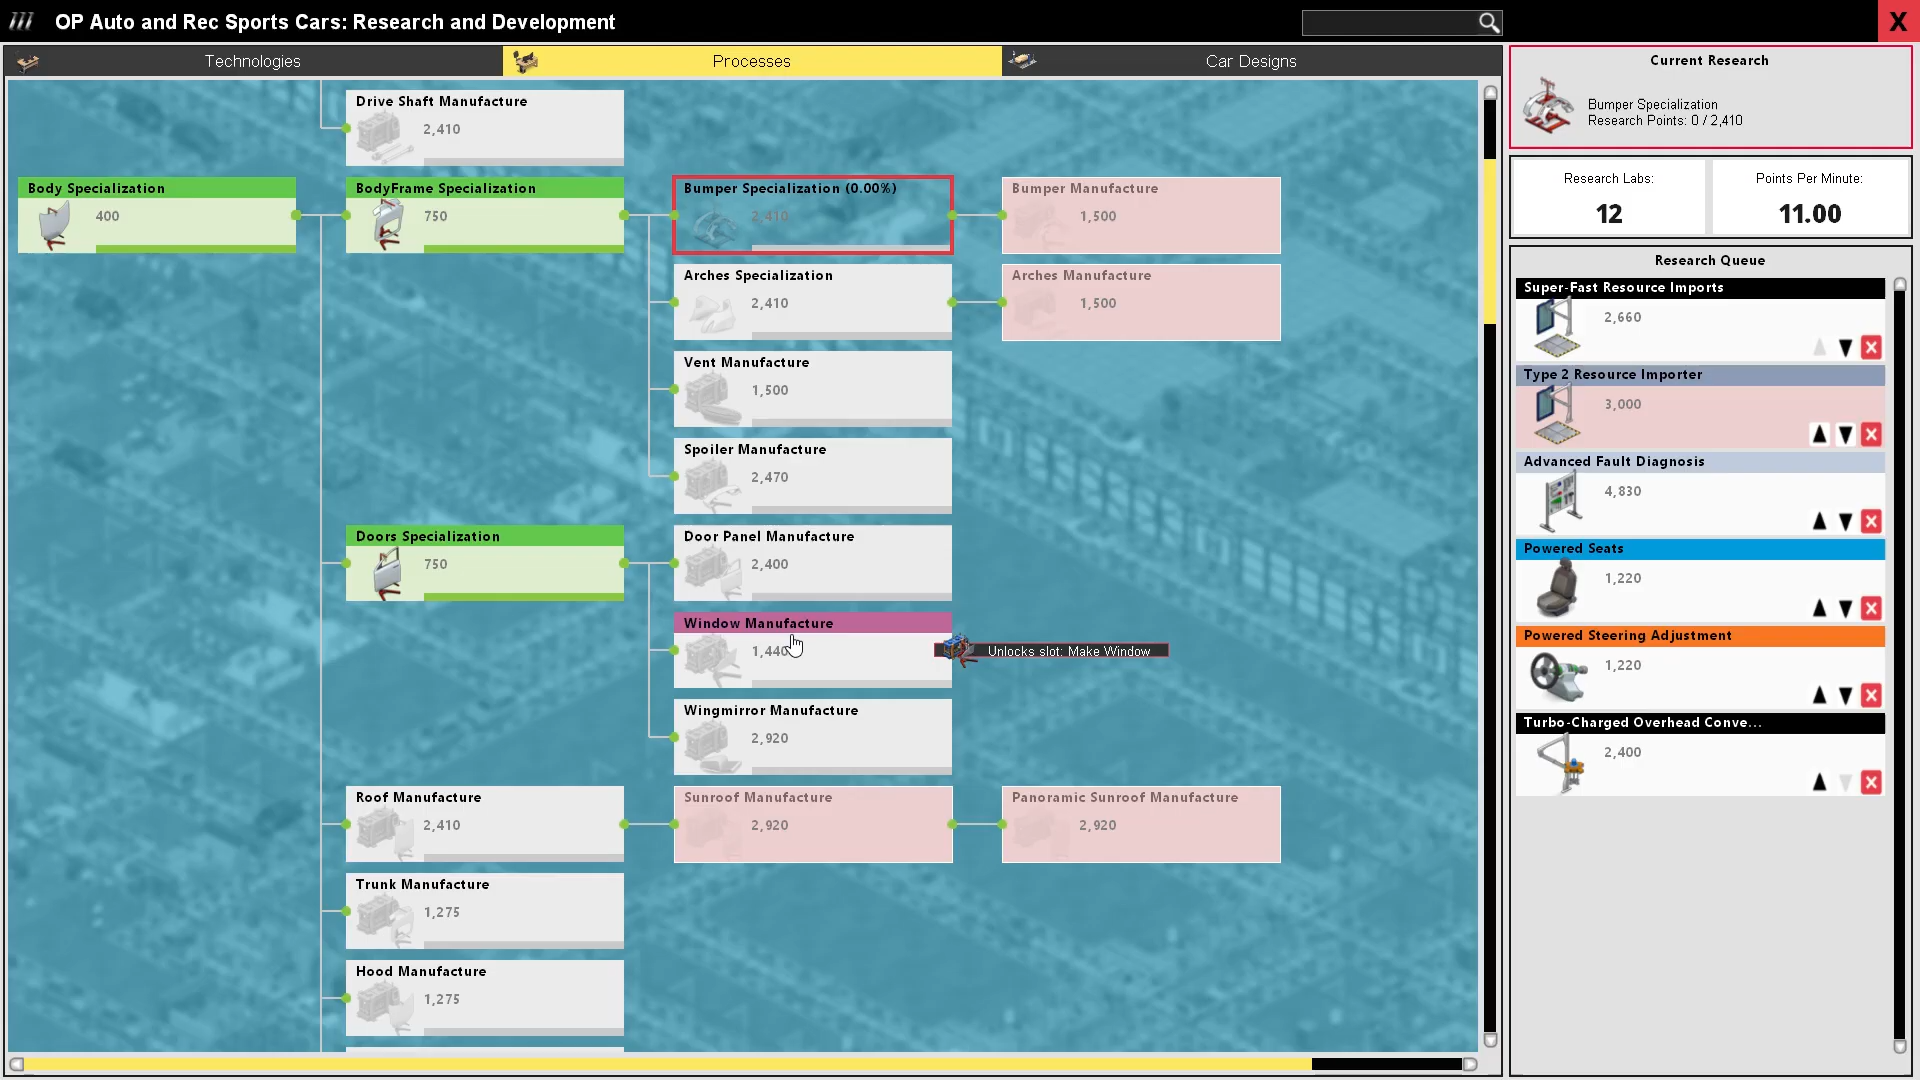 OP Auto and Rec Sports Cars: Research and Development
X
Technologies
Processes
Car Designs
Drive Shaft Manufacture
2,410
Body Specialization
400
BodyFrame Specialization
750
Bumper Specialization (0.00%)
2,410
Bumper Manufacture
1,500
Arches Specialization
2,410
Arches Manufacture
1,500
Vent Manufacture
1,500
Spoiler Manufacture
2,470
Doors Specialization
750
Door Panel Manufacture
2,400
Window Manufacture
1,440
Unlocks slot: Make Window
Wingmirror Manufacture
2,920
Roof Manufacture
2,410
Sunroof Manufacture
2,920
Panoramic Sunroof Manufacture
2,920
Trunk Manufacture
1,275
Hood Manufacture
1,275
Current Research
Bumper Specialization
Research Points: 0 / 2,410
Research Labs:
12
Points Per Minute:
11.00
Research Queue
Super-Fast Resource Imports
2,660
Type 2 Resource Importer
3,000
Advanced Fault Diagnosis
4,830
Powered Seats
1,220
Powered Steering Adjustment
1,220
Turbo-Charged Overhead Conve...
2,400